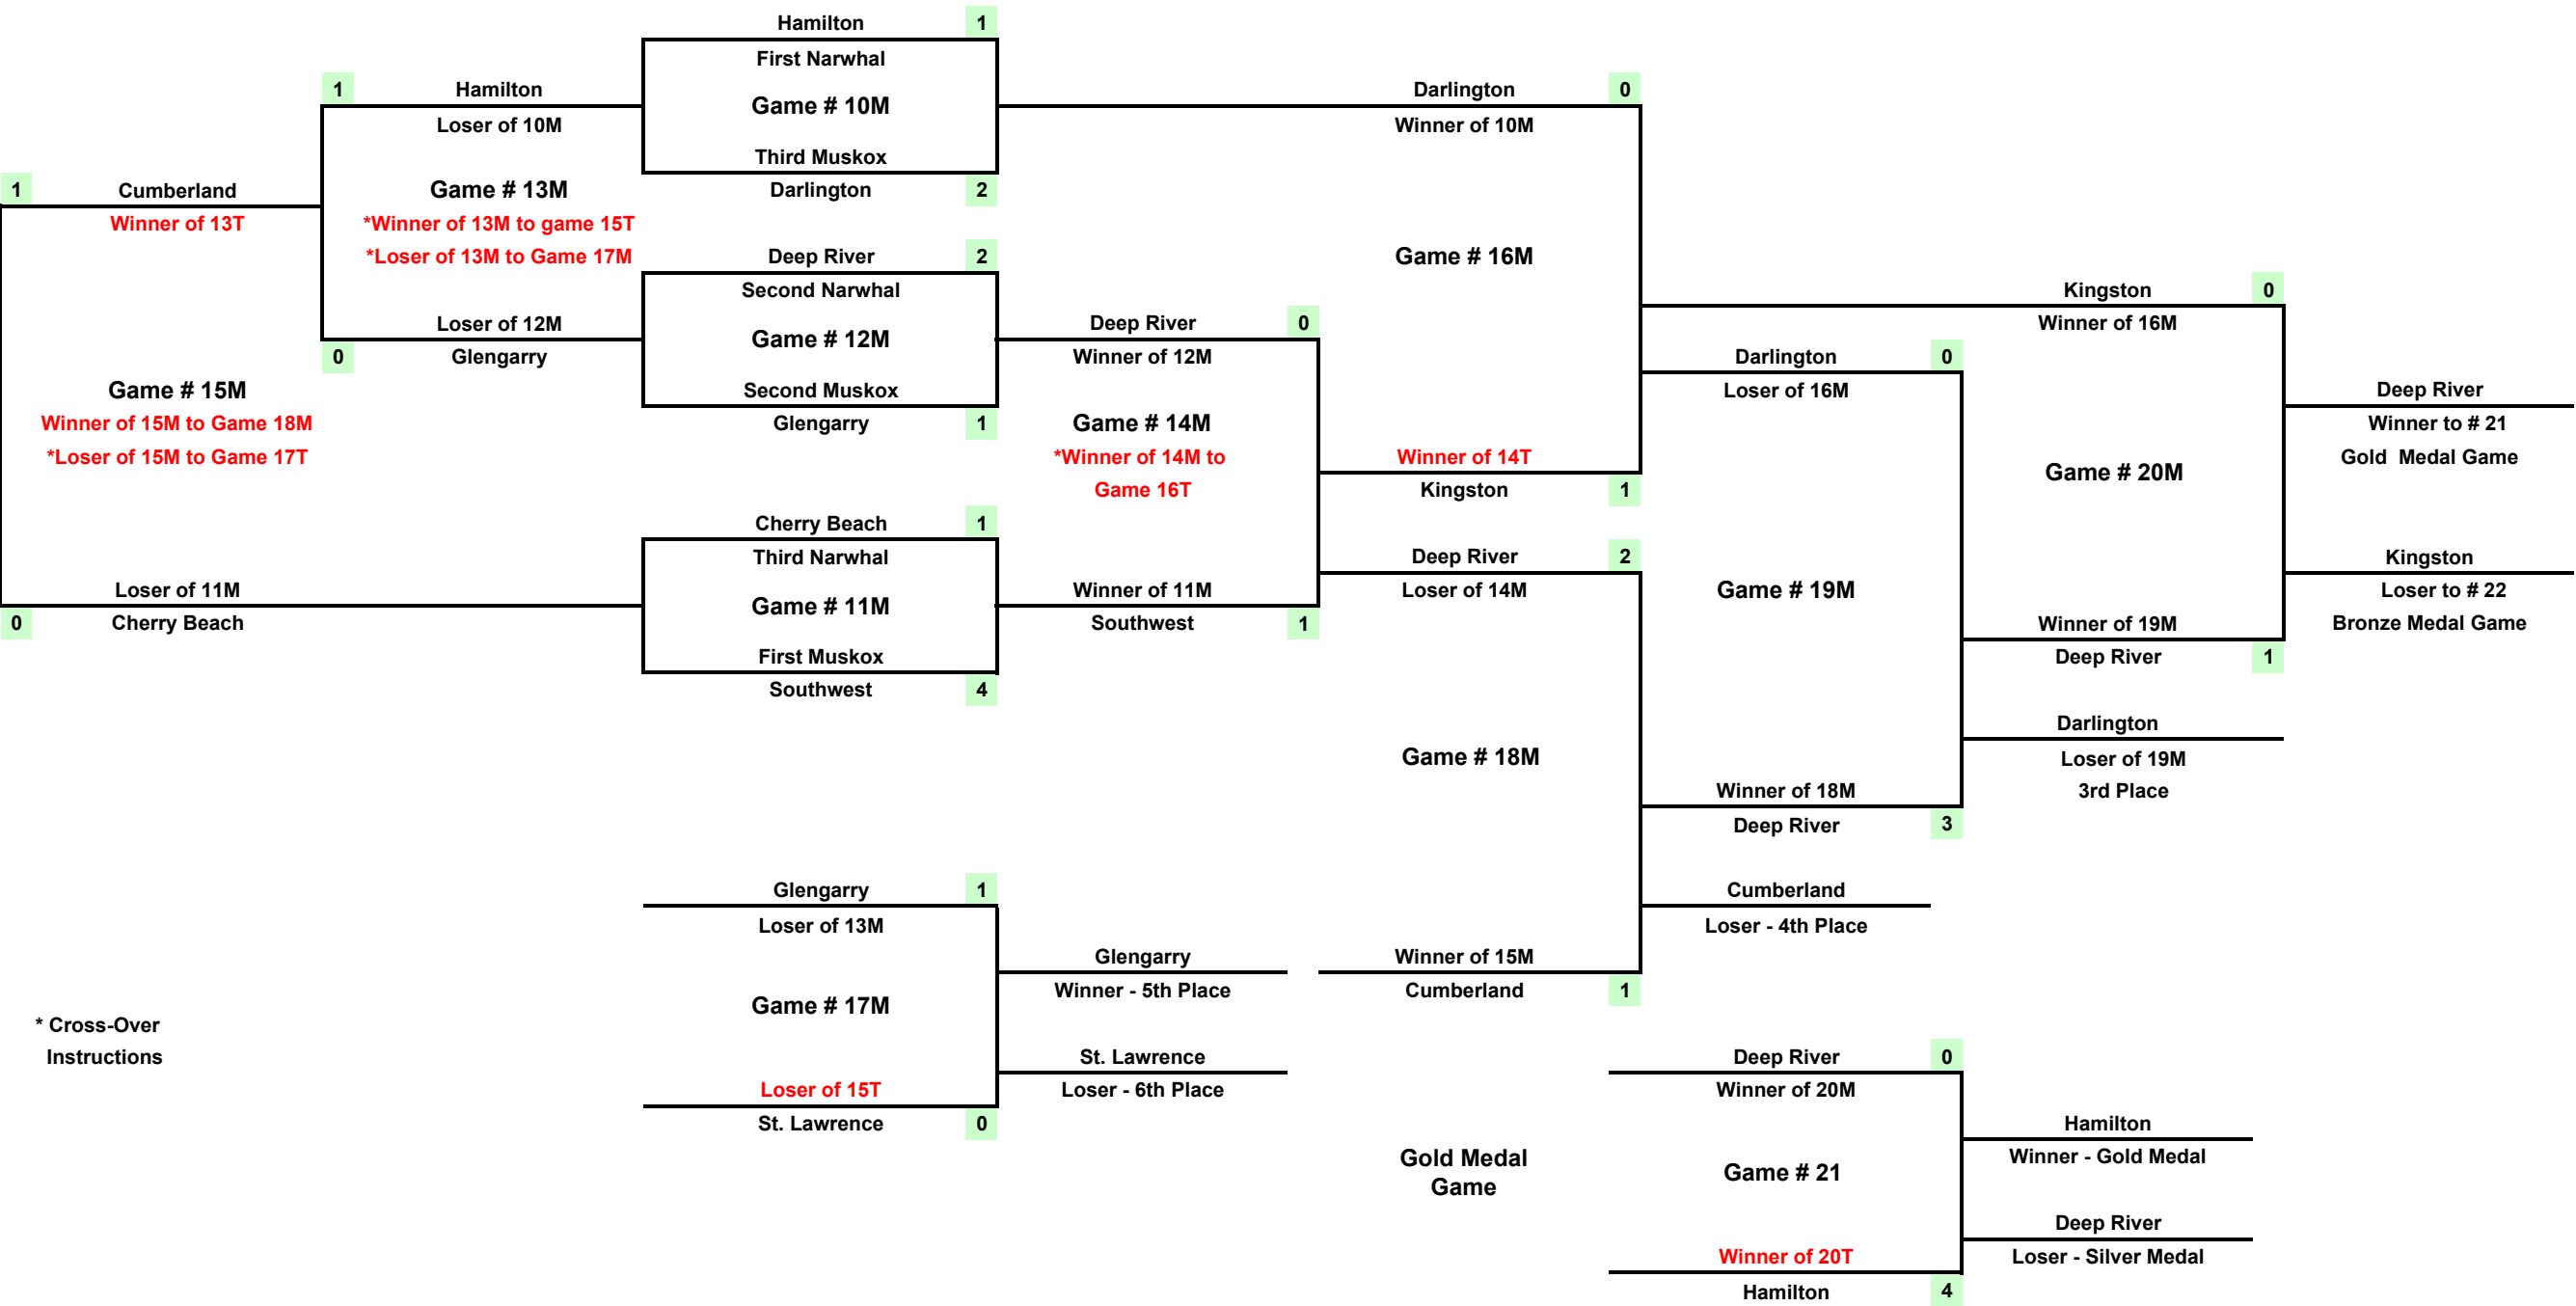 Hamilton 1
First Narwhal
1 Hamilton
Game # 10M
Darlington 0
Loser of 10M
Winner of 10M
Third Muskox
1 Cumberland
Game # 13M
Darlington 2
Winner of 13T
*Winner of 13M to game 15T
*Loser of 13M to Game 17M
Deep River 2
Game # 16M
Second Narwhal
Kingston 0
Loser of 12M
Game # 12M
Deep River 0
Winner of 16M
0 Glengarry
Winner of 12M
Darlington 0
Game # 15M
Second Muskox
Loser of 16M
Deep River
Winner of 15M to Game 18M
Glengarry 1
Game # 14M
Winner to # 21
*Loser of 15M to Game 17T
*Winner of 14M to
Winner of 14T
Game # 20M
Gold Medal Game
Game 16T
Kingston 1
Cherry Beach 1
Third Narwhal
Deep River 2
Kingston
Loser of 11M
Game # 11M
Winner of 11M
Loser of 14M
Game # 19M
Loser to # 22
0 Cherry Beach
Southwest 1
Winner of 19M
Bronze Medal Game
First Muskox
Deep River 1
Southwest 4
Darlington
Game # 18M
Loser of 19M
Winner of 18M
3rd Place
Deep River 3
Glengarry 1
Cumberland
Loser of 13M
Loser - 4th Place
Glengarry
Winner of 15M
Game # 17M
Winner - 5th Place
Cumberland 1
* Cross-Over
Instructions
St. Lawrence
Deep River 0
Loser of 15T
Loser - 6th Place
Winner of 20M
St. Lawrence 0
Hamilton
Gold Medal
Game
Game # 21
Winner - Gold Medal
Deep River
Winner of 20T
Loser - Silver Medal
Hamilton 4